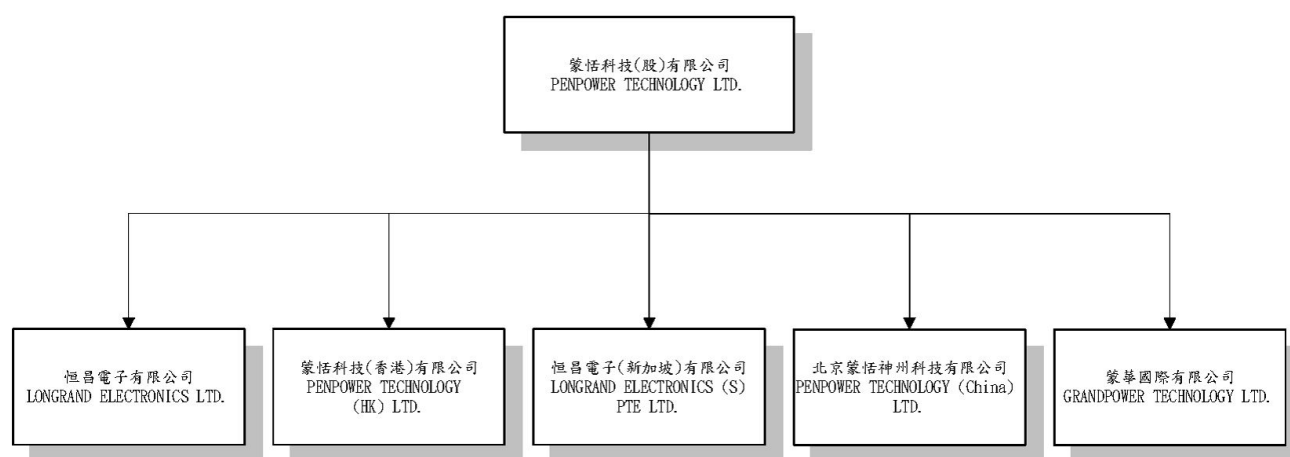 蒙恬科技(股)有限公司
PENPOWER TECHNOLOGY LTD.
恒昌電子有限公司
LONGRAND ELECTRONICS LTD.
蒙恬科技(香港)有限公司
PENPOWER TECHNOLOGY
(HK) LTD.
恒昌電子(新加坡)有限公司
LONGRAND ELECTRONICS (S)
PTE LTD.
北京蒙恬神州科技有限公司
PENPOWER TECHNOLOGY (China)
LTD.
蒙華國際有限公司
GRANDPOWER TECHNOLOGY LTD.